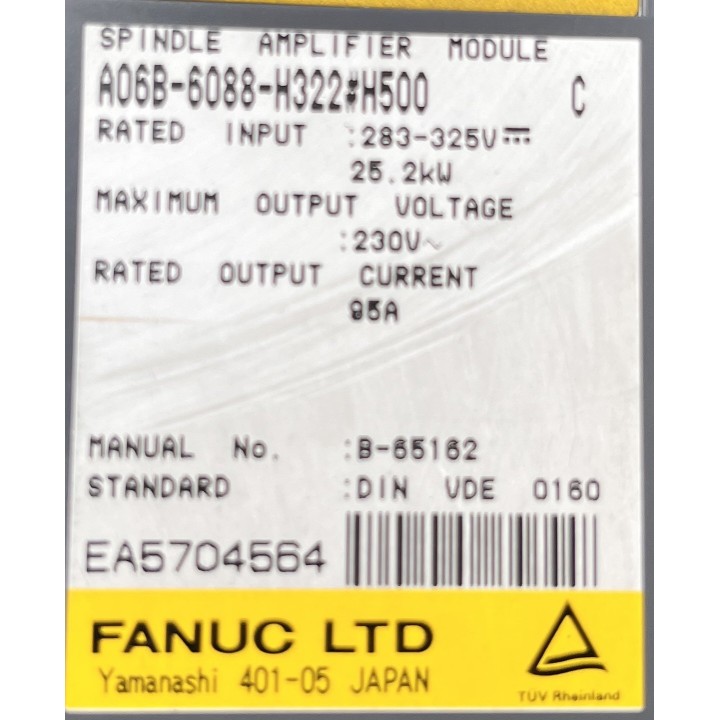 SPINDLE AMPLIFIER MODULE
A06B-6088-H322#H500 C
RATED INPUT :283-325V⎓
25.2kW
MAXIMUM OUTPUT VOLTAGE
:230V~
RATED OUTPUT CURRENT
95A
MANUAL No. :B-65162
STANDARD :DIN VDE 0160
EA5704564
FANUC LTD
Yamanashi 401-05 JAPAN
TÜV Rheinland